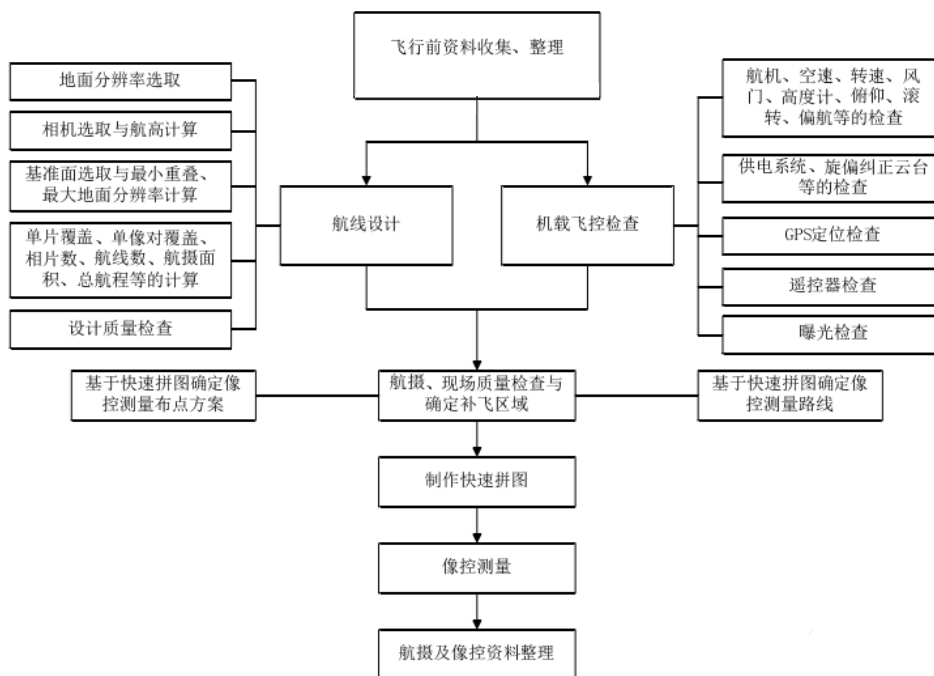 飞行前资料收集、整理
地面分辨率选取
相机选取与航高计算
基准面选取与最小重叠、
最大地面分辨率计算
单片覆盖、单像对覆盖、
相片数、航线数、航摄面
积、总航程等的计算
设计质量检查
航线设计
机载飞控检查
航机、空速、转速、风
门、高度计、俯仰、滚
转、偏航等的检查
供电系统、旋偏纠正云台
等的检查
GPS定位检查
遥控器检查
曝光检查
基于快速拼图确定像
控测量布点方案
航摄、现场质量检查与
确定补飞区域
基于快速拼图确定像
控测量路线
制作快速拼图
像控测量
航摄及像控资料整理